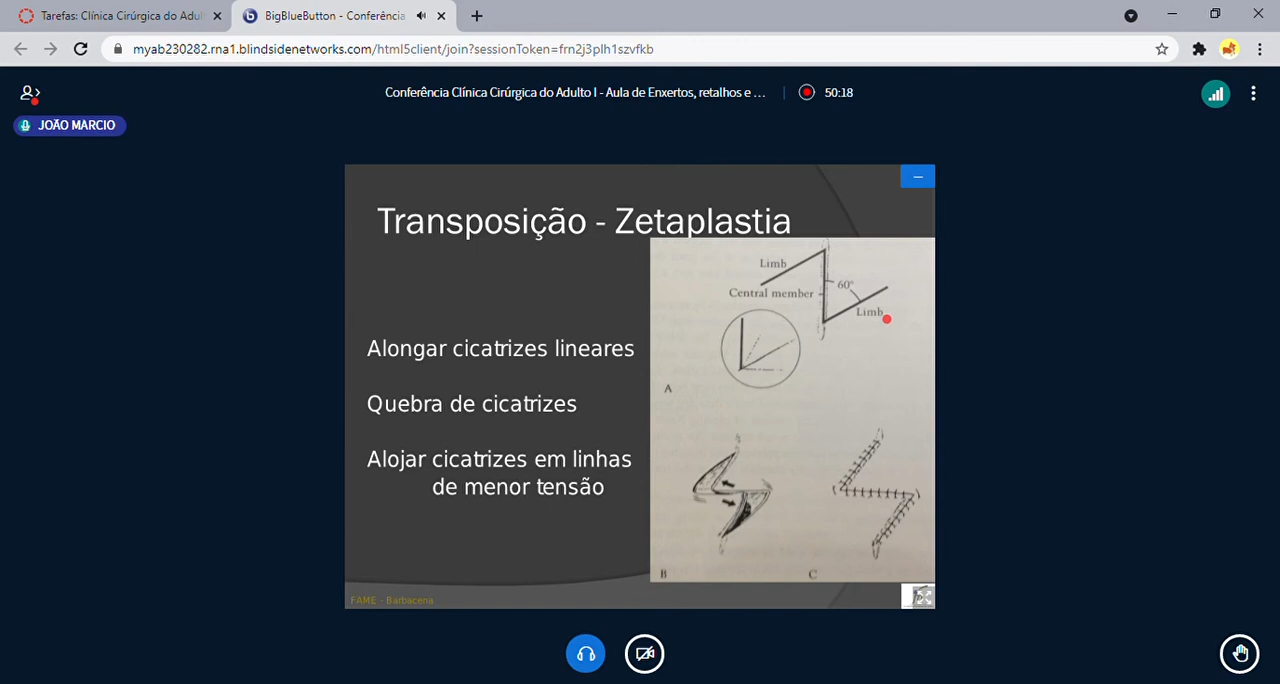 Tarefas: Clínica Cirúrgica do Adul
BigBlueButton - Conferência
myab230282.rna1.blindsidenetworks.com/html5client/join?sessionToken=frn2j3plh1szvfkb
Conferência Clínica Cirúrgica do Adulto I - Aula de Enxertos, retalhos e ...
50:18
JOÃO MARCIO
Transposição - Zetaplastia
Limb
Central member
60°
Limb
A
Alongar cicatrizes lineares
Quebra de cicatrizes
Alojar cicatrizes em linhas
de menor tensão
B
C
FAME - Barbacena